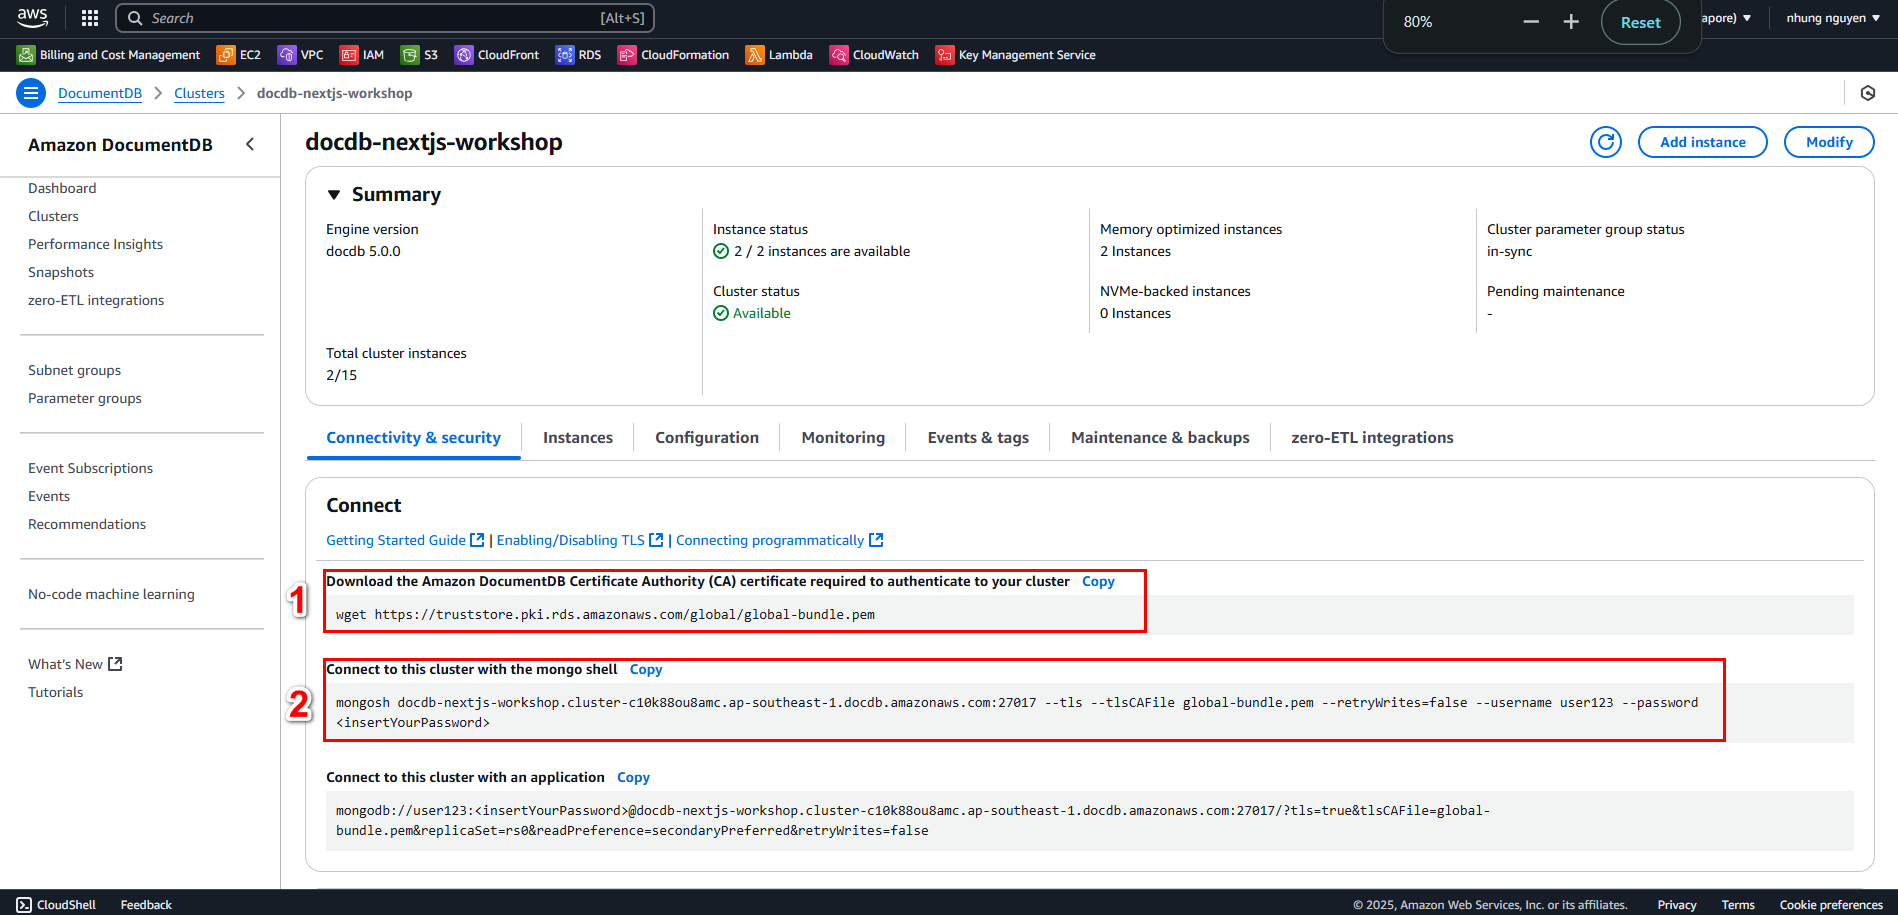 aws
Search [Alt+S]
80% Reset
apore) nhung nguyen
Billing and Cost Management EC2 VPC IAM S3 CloudFront RDS CloudFormation Lambda CloudWatch Key Management Service
DocumentDB Clusters docdb-nextjs-workshop
Amazon DocumentDB
Dashboard
Clusters
Performance Insights
Snapshots
zero-ETL integrations
Subnet groups
Parameter groups
Event Subscriptions
Events
Recommendations
No-code machine learning
What's New
Tutorials
docdb-nextjs-workshop
Add instance Modify
Summary
Engine version
docdb 5.0.0
Total cluster instances
2/15
Instance status
2 / 2 instances are available
Cluster status
Available
Memory optimized instances
2 Instances
NVMe-backed instances
0 Instances
Cluster parameter group status
in-sync
Pending maintenance
-
Connectivity & security Instances Configuration Monitoring Events & tags Maintenance & backups zero-ETL integrations
Connect
Getting Started Guide | Enabling/Disabling TLS | Connecting programmatically
1
Download the Amazon DocumentDB Certificate Authority (CA) certificate required to authenticate to your cluster Copy
wget https://truststore.pki.rds.amazonaws.com/global/global-bundle.pem
2
Connect to this cluster with the mongo shell Copy
mongosh docdb-nextjs-workshop.cluster-c10k88ou8amc.ap-southeast-1.docdb.amazonaws.com:27017 --tls --tlsCAFile global-bundle.pem --retryWrites=false --username user123 --password
<insertYourPassword>
Connect to this cluster with an application Copy
mongodb://user123:<insertYourPassword>@docdb-nextjs-workshop.cluster-c10k88ou8amc.ap-southeast-1.docdb.amazonaws.com:27017/?tls=true&tlsCAFile=global-
bundle.pem&replicaSet=rs0&readPreference=secondaryPreferred&retryWrites=false
CloudShell Feedback
© 2025, Amazon Web Services, Inc. or its affiliates. Privacy Terms Cookie preferences